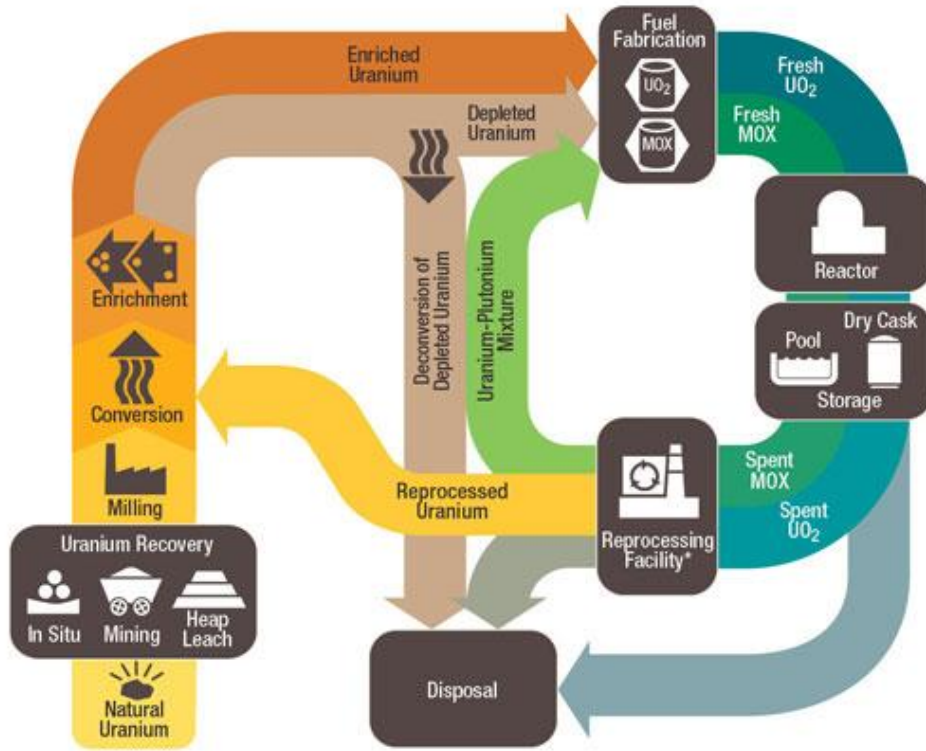 Enriched
Uranium
Depleted
Uranium
Fuel
Fabrication
UO2
MOX
Fresh
UO2
Fresh
MOX
Reactor
Pool
Dry Cask
Storage
Spent
MOX
Spent
UO2
Reprocessing
Facility*
Uranium-Plutonium
Mixture
Deconversion of
Depleted Uranium
Reprocessed
Uranium
Enrichment
Conversion
Milling
Uranium Recovery
In Situ
Mining
Heap
Leach
Natural
Uranium
Disposal